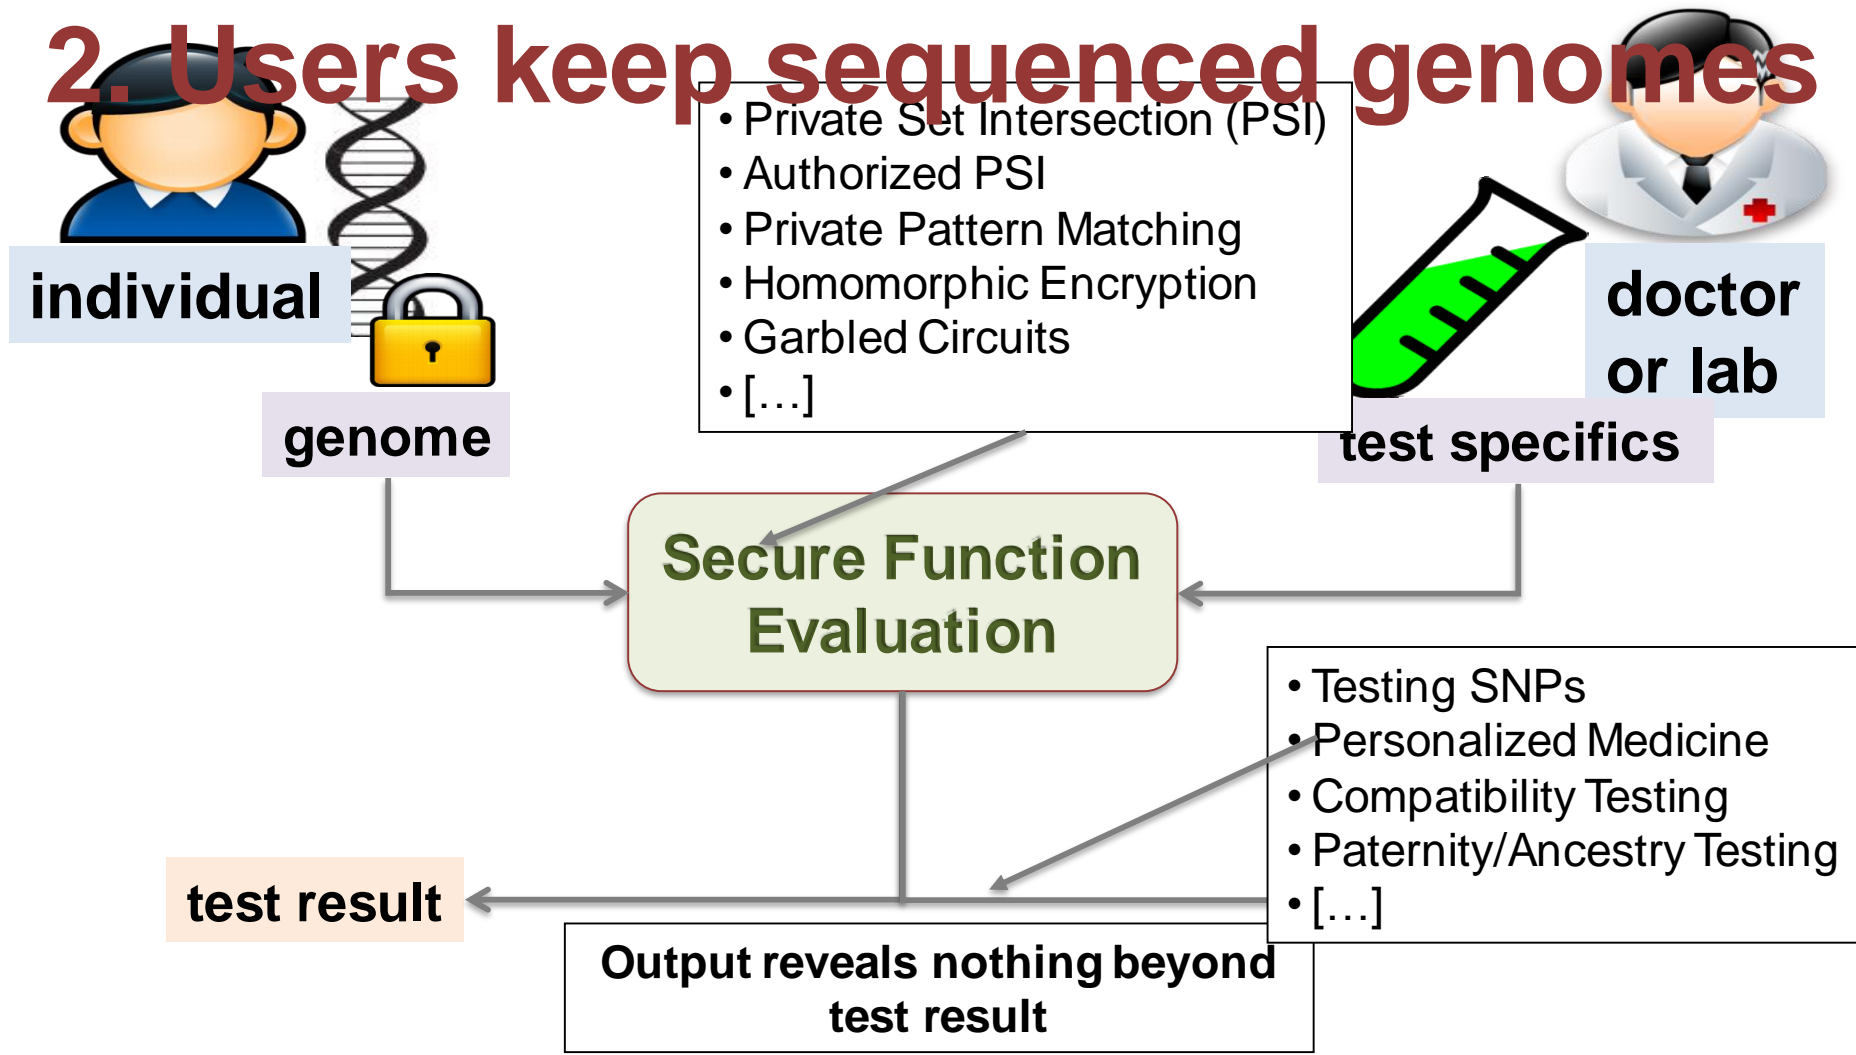 2. Users keep sequenced genomes
• Private Set Intersection (PSI)
• Authorized PSI
• Private Pattern Matching
• Homomorphic Encryption
• Garbled Circuits
• […]
individual
doctor
or lab
genome
test specifics
Secure Function
Evaluation
• Testing SNPs
• Personalized Medicine
• Compatibility Testing
• Paternity/Ancestry Testing
• […]
test result
Output reveals nothing beyond
test result